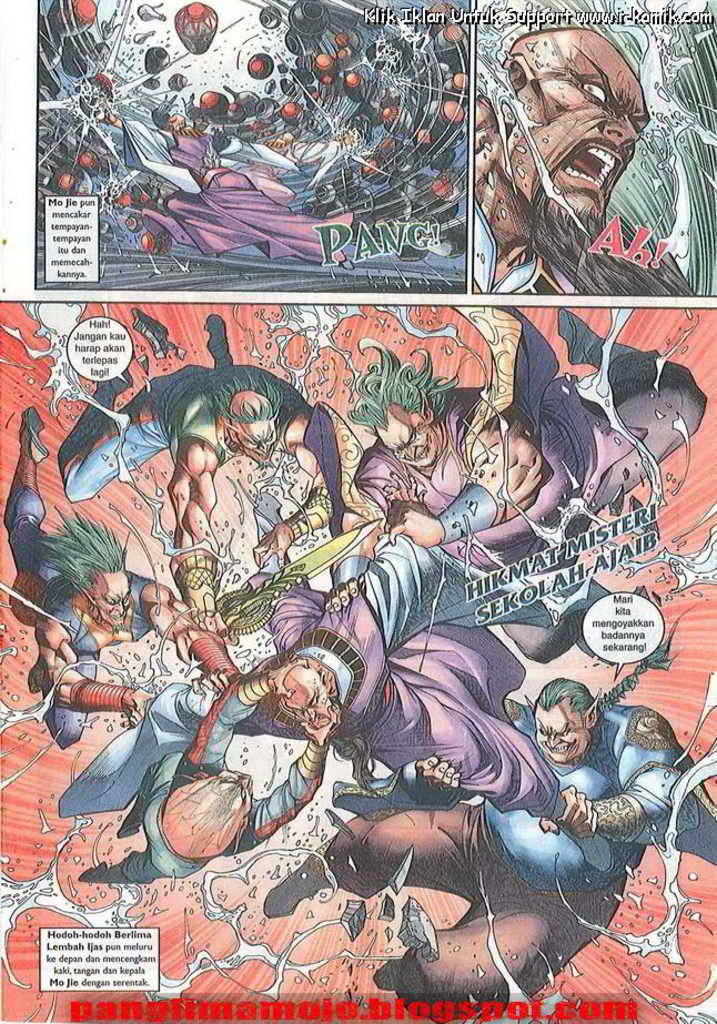 Klik Iklan Untuk Support www.i-komik.com
Mo Jie pun
mencakar
tempayan-
tempayan
itu dan
memecah-
kannya.
PANG!
Ah!
Hah!
Jangan kau
harap akan
terlepas
lagi!
HIKMAT MISTERI
SEKOLAH AJAIB
Mari
kita
mengoyakkan
badannya
sekarang!
Hodoh-hodoh Berlima
Lembah Ijas pun meluru
ke depan dan mencengkam
kaki, tangan dan kepala
Mo Jie dengan serentak.
panglimamojo.blogspot.com